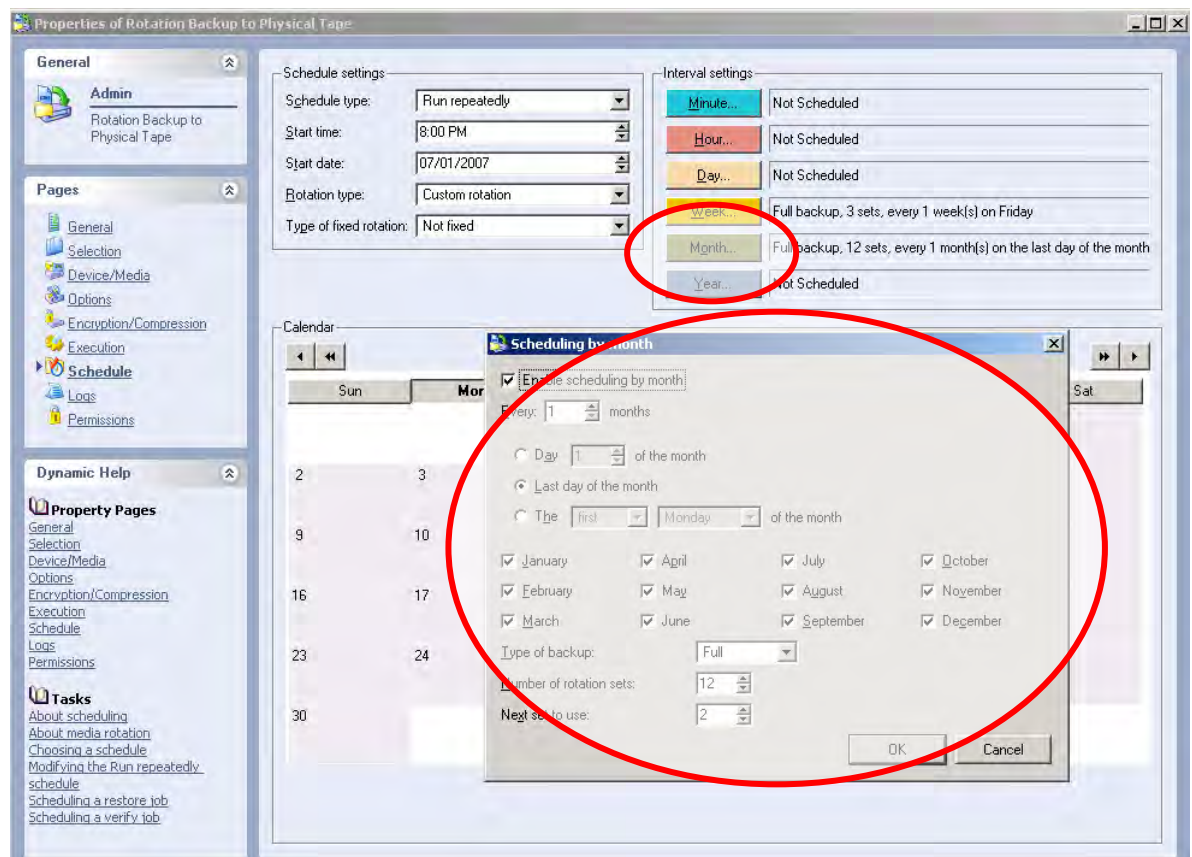 Properties of Rotation Backup to Physical Tape
General
Admin
Rotation Backup to
Physical Tape
Pages
General
Selection
Device/Media
Options
Encryption/Compression
Execution
Schedule
Logs
Permissions
Dynamic Help
Property Pages
General
Selection
Device/Media
Options
Encryption/Compression
Execution
Schedule
Logs
Permissions
Tasks
About scheduling
About media rotation
Choosing a schedule
Modifying the Run repeatedly
schedule
Scheduling a restore job
Scheduling a verify job
Schedule settings
Schedule type: Run repeatedly
Start time: 8:00 PM
Start date: 07/01/2007
Rotation type: Custom rotation
Type of fixed rotation: Not fixed
Interval settings
Minute... Not Scheduled
Hour... Not Scheduled
Day... Not Scheduled
Week... Full backup, 3 sets, every 1 week(s) on Friday
Month... Full backup, 12 sets, every 1 month(s) on the last day of the month
Year... Not Scheduled
Calendar
Sun Mon Sat
2 3
9 10
16 17
23 24
30
Scheduling by month
Enable scheduling by month
Every: 1 months
Day 1 of the month
Last day of the month
The first Monday of the month
January April July October
February May August November
March June September December
Type of backup: Full
Number of rotation sets: 12
Next set to use: 2
OK Cancel